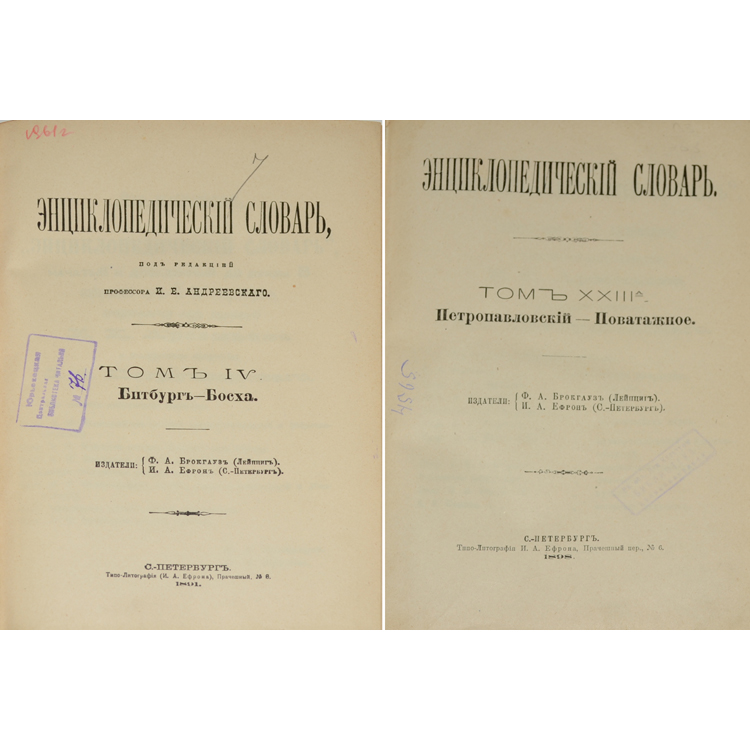 1961г
ЭНЦИКЛОПЕДИЧЕСКІЙ СЛОВАРЬ,
ПОДЪ РЕДАКЦІЕЙ
ПРОФЕССОРА И. Е. АНДРЕЕВСКАГО.
ТОМЪ IV.
Битбургъ—Босха.
ИЗДАТЕЛИ:
Ф. А. Брокгаузъ (Лейпцигъ).
И. А. Ефронъ (С.-Петербургъ).
С.-ПЕТЕРБУРГЪ.
Типо-Литографія (И. А. Ефрона), Прачешный, № 6.
1891.
ЭНЦИКЛОПЕДИЧЕСКІЙ СЛОВАРЬ.
ТОМЪ XXIIIA.
Петропавловскій — Поватажное.
ИЗДАТЕЛИ:
Ф. А. Брокгаузъ (Лейпцигъ).
И. А. Ефронъ (С.-Петербургъ).
С.-ПЕТЕРБУРГЪ.
Типо-Литографія И. А. Ефрона, Прачешный пер., № 6.
1898.